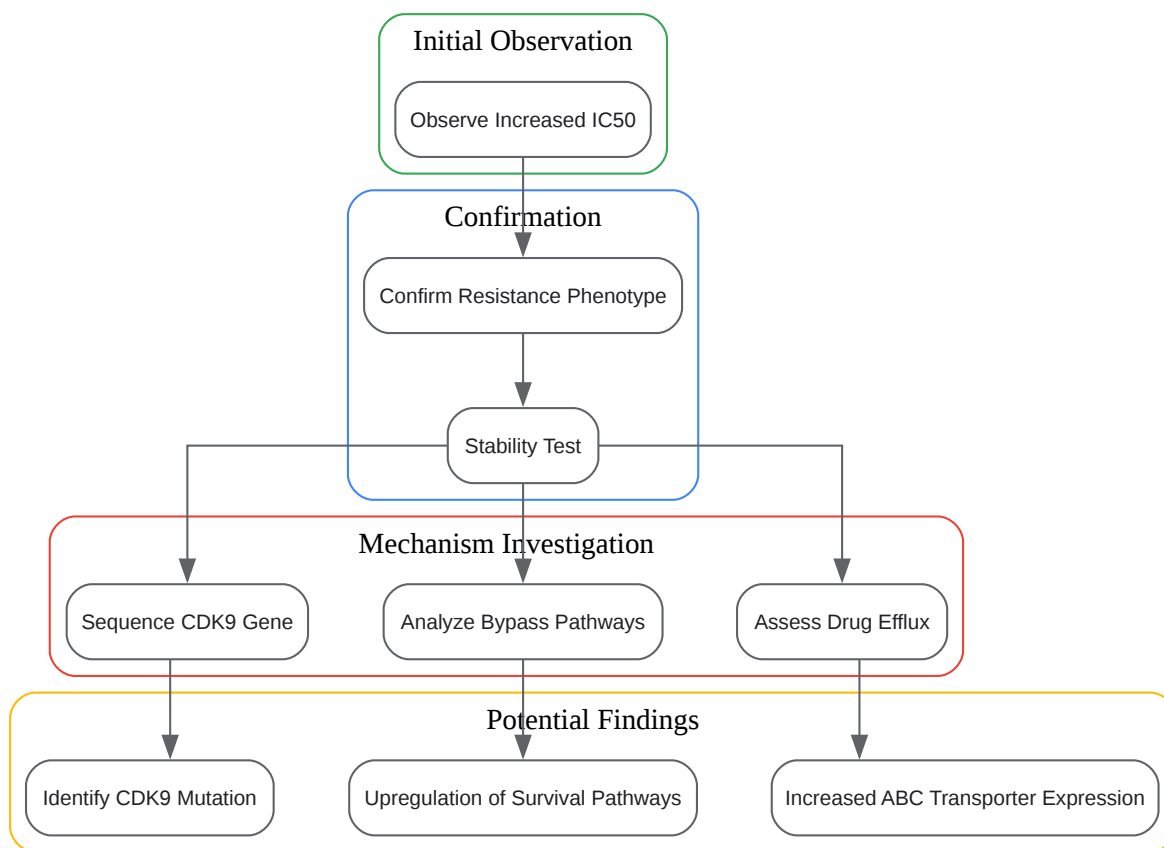 Initial Observation
Observe Increased IC50
Confirmation
Confirm Resistance Phenotype
Stability Test
Mechanism Investigation
Sequence CDK9 Gene
Analyze Bypass Pathways
Assess Drug Efflux
Potential Findings
Identify CDK9 Mutation
Upregulation of Survival Pathways
Increased ABC Transporter Expression